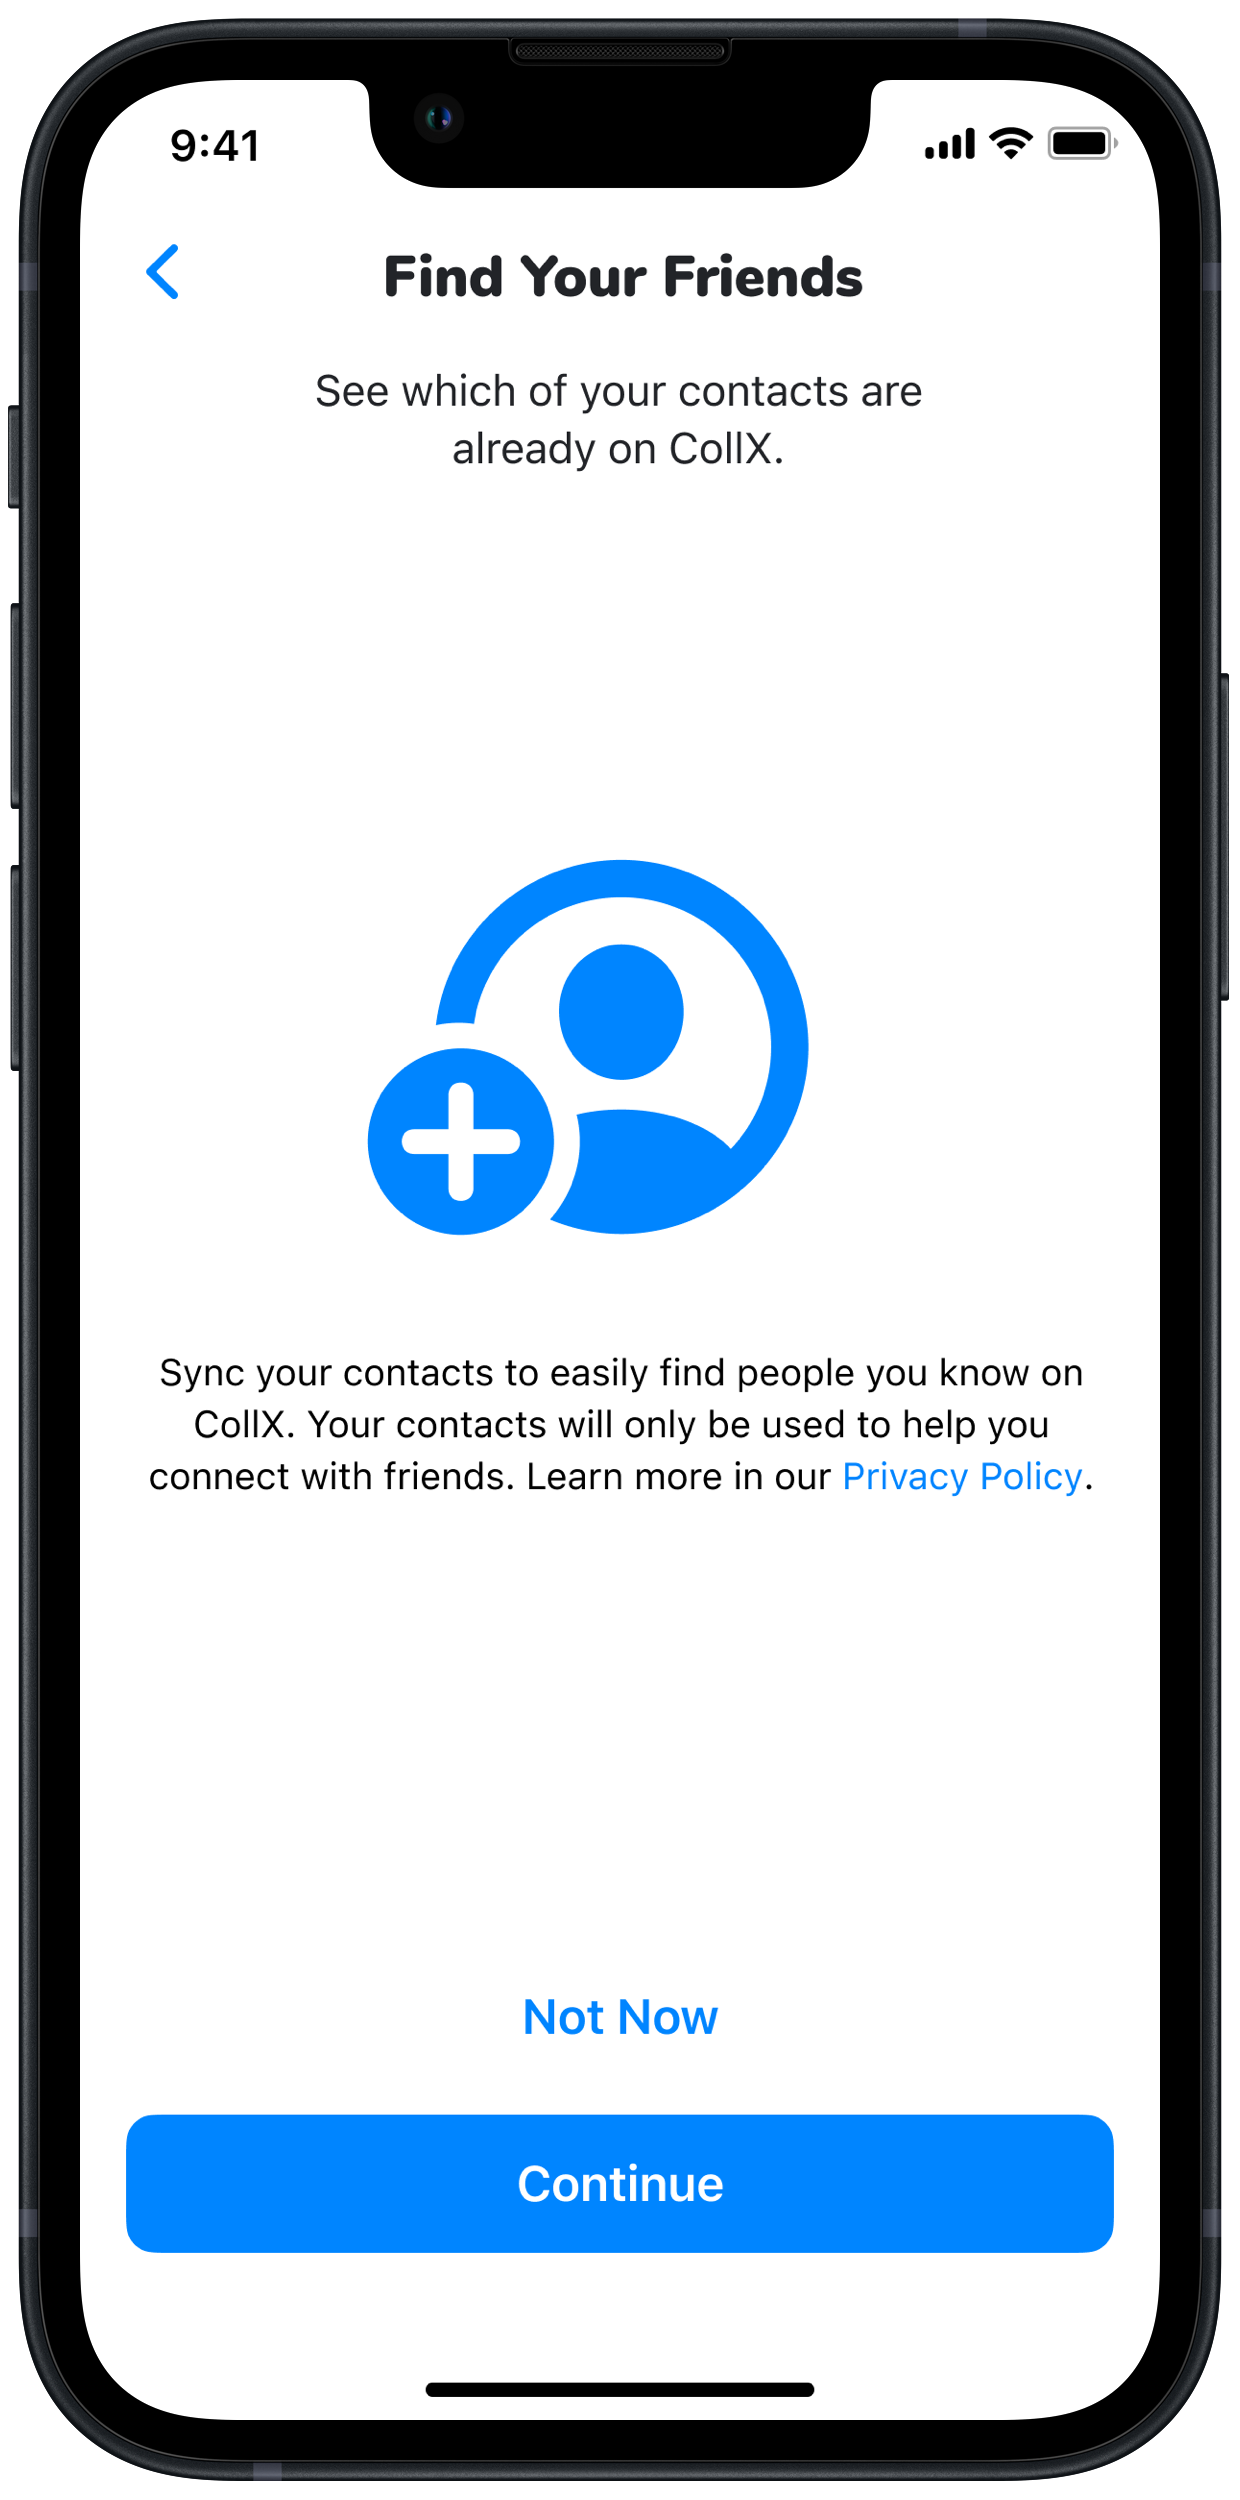 9:41
Find Your Friends
See which of your contacts are
already on CollX.
Sync your contacts to easily find people you know on
CollX. Your contacts will only be used to help you
connect with friends. Learn more in our Privacy Policy.
Not Now
Continue